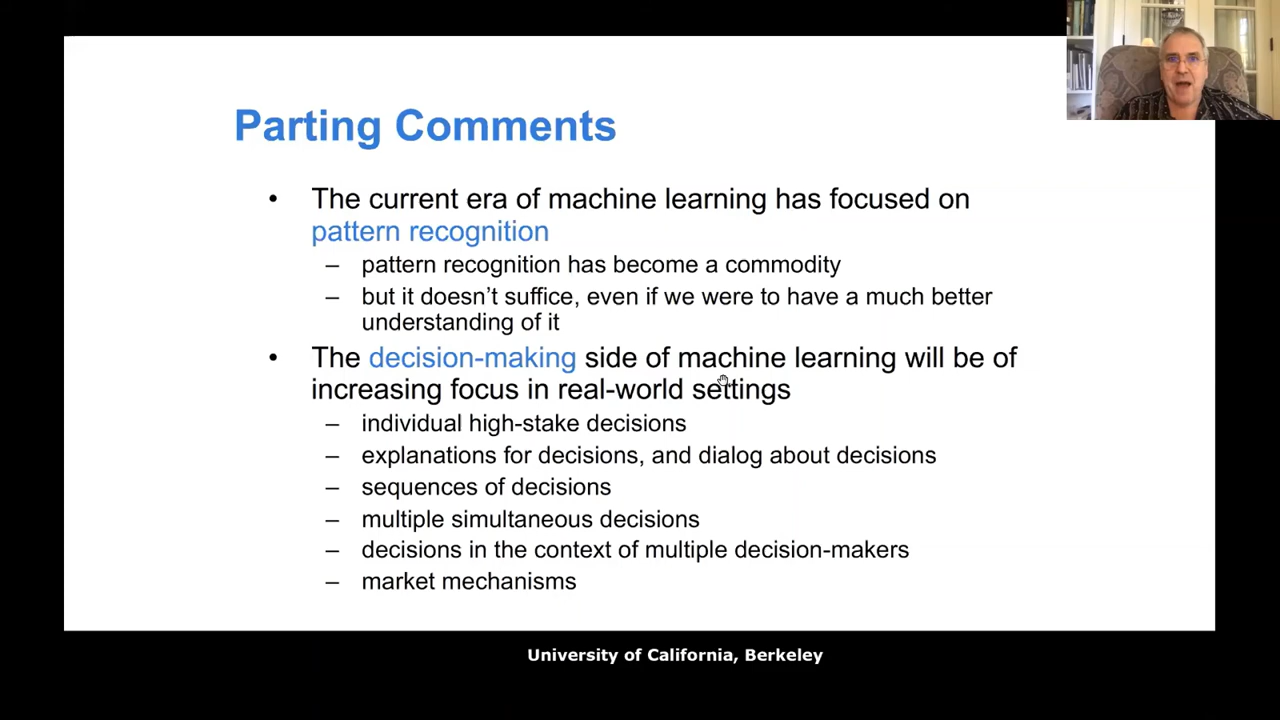 Parting Comments
• The current era of machine learning has focused on
pattern recognition
– pattern recognition has become a commodity
– but it doesn't suffice, even if we were to have a much better
understanding of it
• The decision-making side of machine learning will be of
increasing focus in real-world settings
– individual high-stake decisions
– explanations for decisions, and dialog about decisions
– sequences of decisions
– multiple simultaneous decisions
– decisions in the context of multiple decision-makers
– market mechanisms
University of California, Berkeley